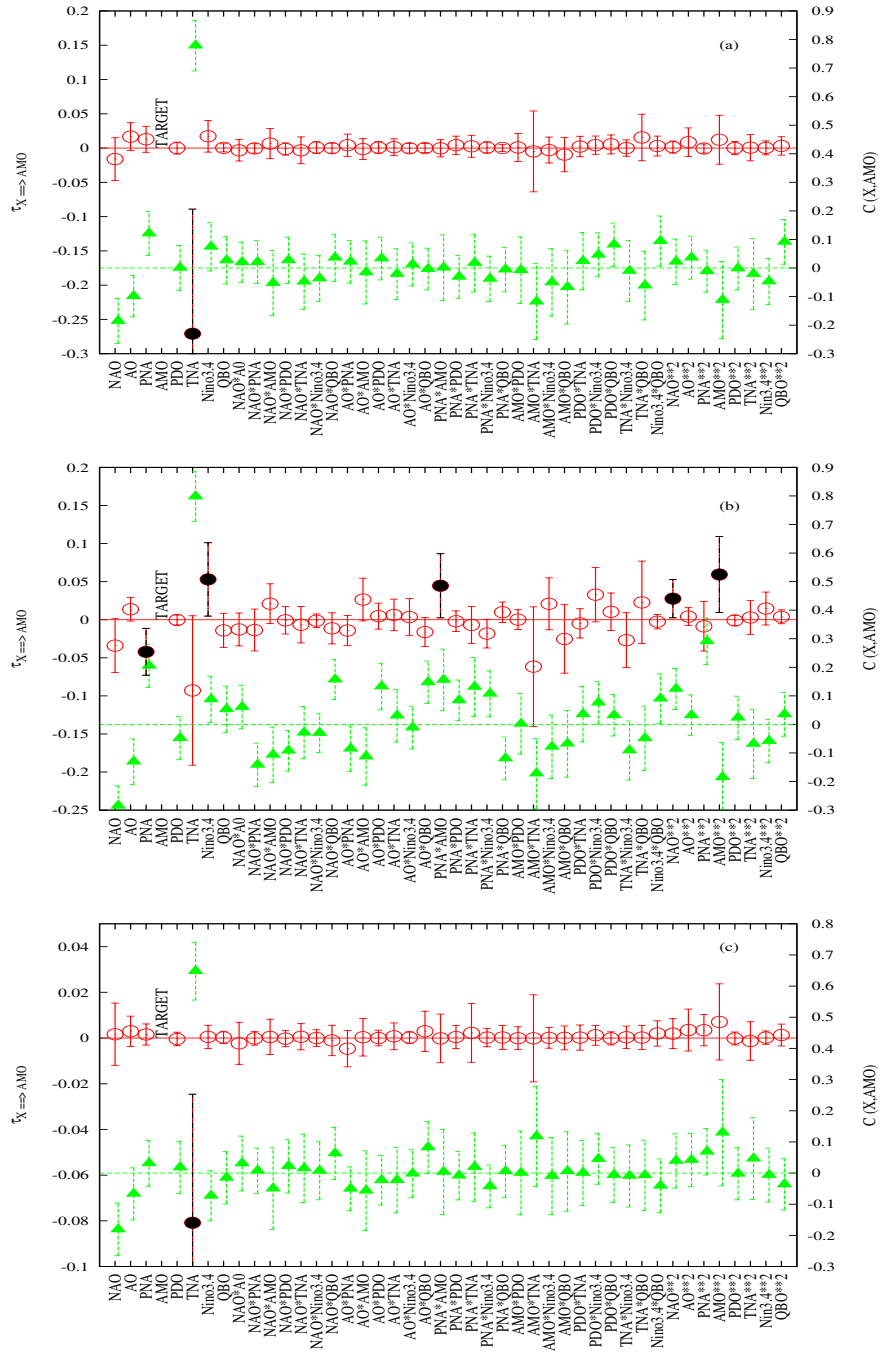 0.2
0.15
0.1
0.05
0
-0.05
-0.1
-0.15
-0.2
-0.25
-0.3
0.9
0.8
0.7
0.6
0.5
0.4
0.3
0.2
0.1
0
-0.1
-0.2
-0.3
τX ==> AMO
C (X,AMO)
(a)
TARGET
NAO
AO
PNA
AMO
PDO
TNA
Nino3.4
QBO
NAO*A0
NAO*PNA
NAO*AMO
NAO*PDO
NAO*TNA
NAO*Nino3.4
NAO*QBO
AO*PNA
AO*AMO
AO*PDO
AO*TNA
AO*Nino3.4
AO*QBO
PNA*AMO
PNA*PDO
PNA*TNA
PNA*Nino3.4
PNA*QBO
AMO*PDO
AMO*TNA
AMO*Nino3.4
AMO*QBO
PDO*TNA
PDO*Nino3.4
PDO*QBO
TNA*Nino3.4
TNA*QBO
Nino3.4*QBO
NAO**2
AO**2
PNA**2
AMO**2
PDO**2
TNA**2
Nin3.4**2
QBO**2
0.2
0.15
0.1
0.05
0
-0.05
-0.1
-0.15
-0.2
-0.25
0.9
0.8
0.7
0.6
0.5
0.4
0.3
0.2
0.1
0
-0.1
-0.2
-0.3
τX ==> AMO
C (X,AMO)
(b)
TARGET
NAO
AO
PNA
AMO
PDO
TNA
Nino3.4
QBO
NAO*A0
NAO*PNA
NAO*AMO
NAO*PDO
NAO*TNA
NAO*Nino3.4
NAO*QBO
AO*PNA
AO*AMO
AO*PDO
AO*TNA
AO*Nino3.4
AO*QBO
PNA*AMO
PNA*PDO
PNA*TNA
PNA*Nino3.4
PNA*QBO
AMO*PDO
AMO*TNA
AMO*Nino3.4
AMO*QBO
PDO*TNA
PDO*Nino3.4
PDO*QBO
TNA*Nino3.4
TNA*QBO
Nino3.4*QBO
NAO**2
AO**2
PNA**2
AMO**2
PDO**2
TNA**2
Nino3.4**2
QBO**2
0.04
0.02
0
-0.02
-0.04
-0.06
-0.08
-0.1
0.8
0.7
0.6
0.5
0.4
0.3
0.2
0.1
0
-0.1
-0.2
-0.3
τX ==> AMO
C (X,AMO)
(c)
TARGET
NAO
AO
PNA
AMO
PDO
TNA
Nino3.4
QBO
NAO*A0
NAO*PNA
NAO*AMO
NAO*PDO
NAO*TNA
NAO*Nino3.4
NAO*QBO
AO*PNA
AO*AMO
AO*PDO
AO*TNA
AO*Nino3.4
AO*QBO
PNA*AMO
PNA*PDO
PNA*TNA
PNA*Nino3.4
PNA*QBO
AMO*PDO
AMO*TNA
AMO*Nino3.4
AMO*QBO
PDO*TNA
PDO*Nino3.4
PDO*QBO
TNA*Nino3.4
TNA*QBO
Nino3.4*QBO
NAO**2
AO**2
PNA**2
AMO**2
PDO**2
TNA**2
Nin3.4**2
QBO**2